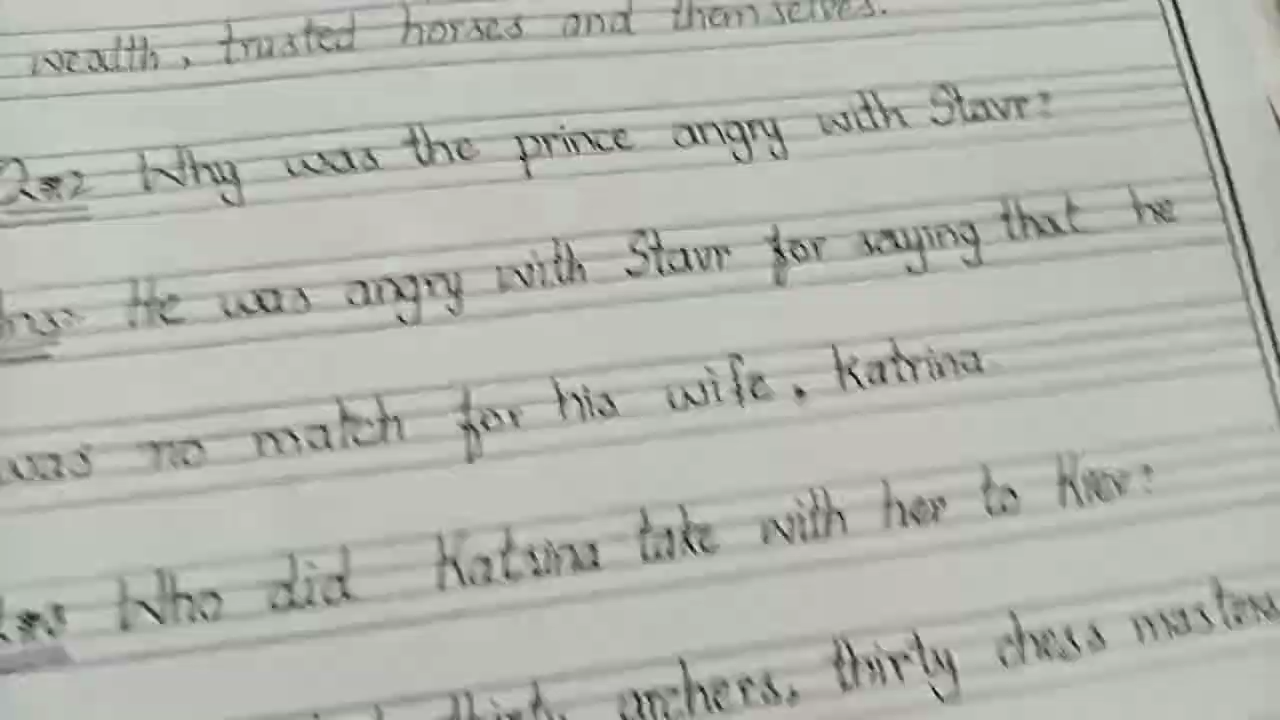 wealth, trusted horses and themselves.
Q=2 Why was the prince angry with Stavr?
Ans= He was angry with Stavr for saying that he
was no match for his wife, Katrina
Who did Katrina take with her to Kiev?
archers, thirty chess masters